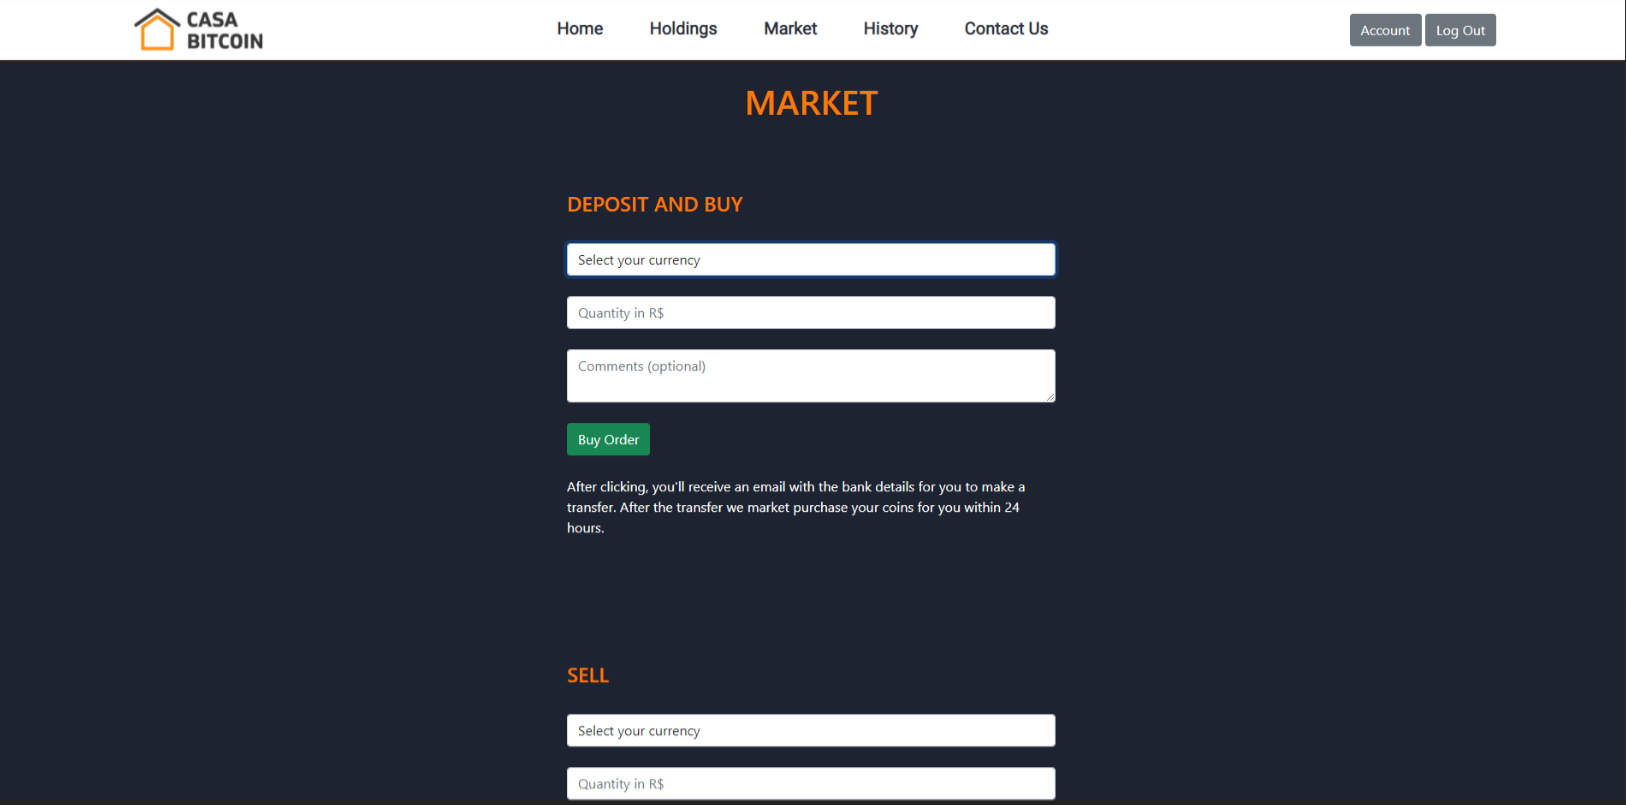 CASA
BITCOIN
Home
Holdings
Market
History
Contact Us
Account
Log Out
MARKET
DEPOSIT AND BUY
Select your currency
Quantity in R$
Comments (optional)
Buy Order
After clicking, you'll receive an email with the bank details for you to make a
transfer. After the transfer we market purchase your coins for you within 24
hours.
SELL
Select your currency
Quantity in R$